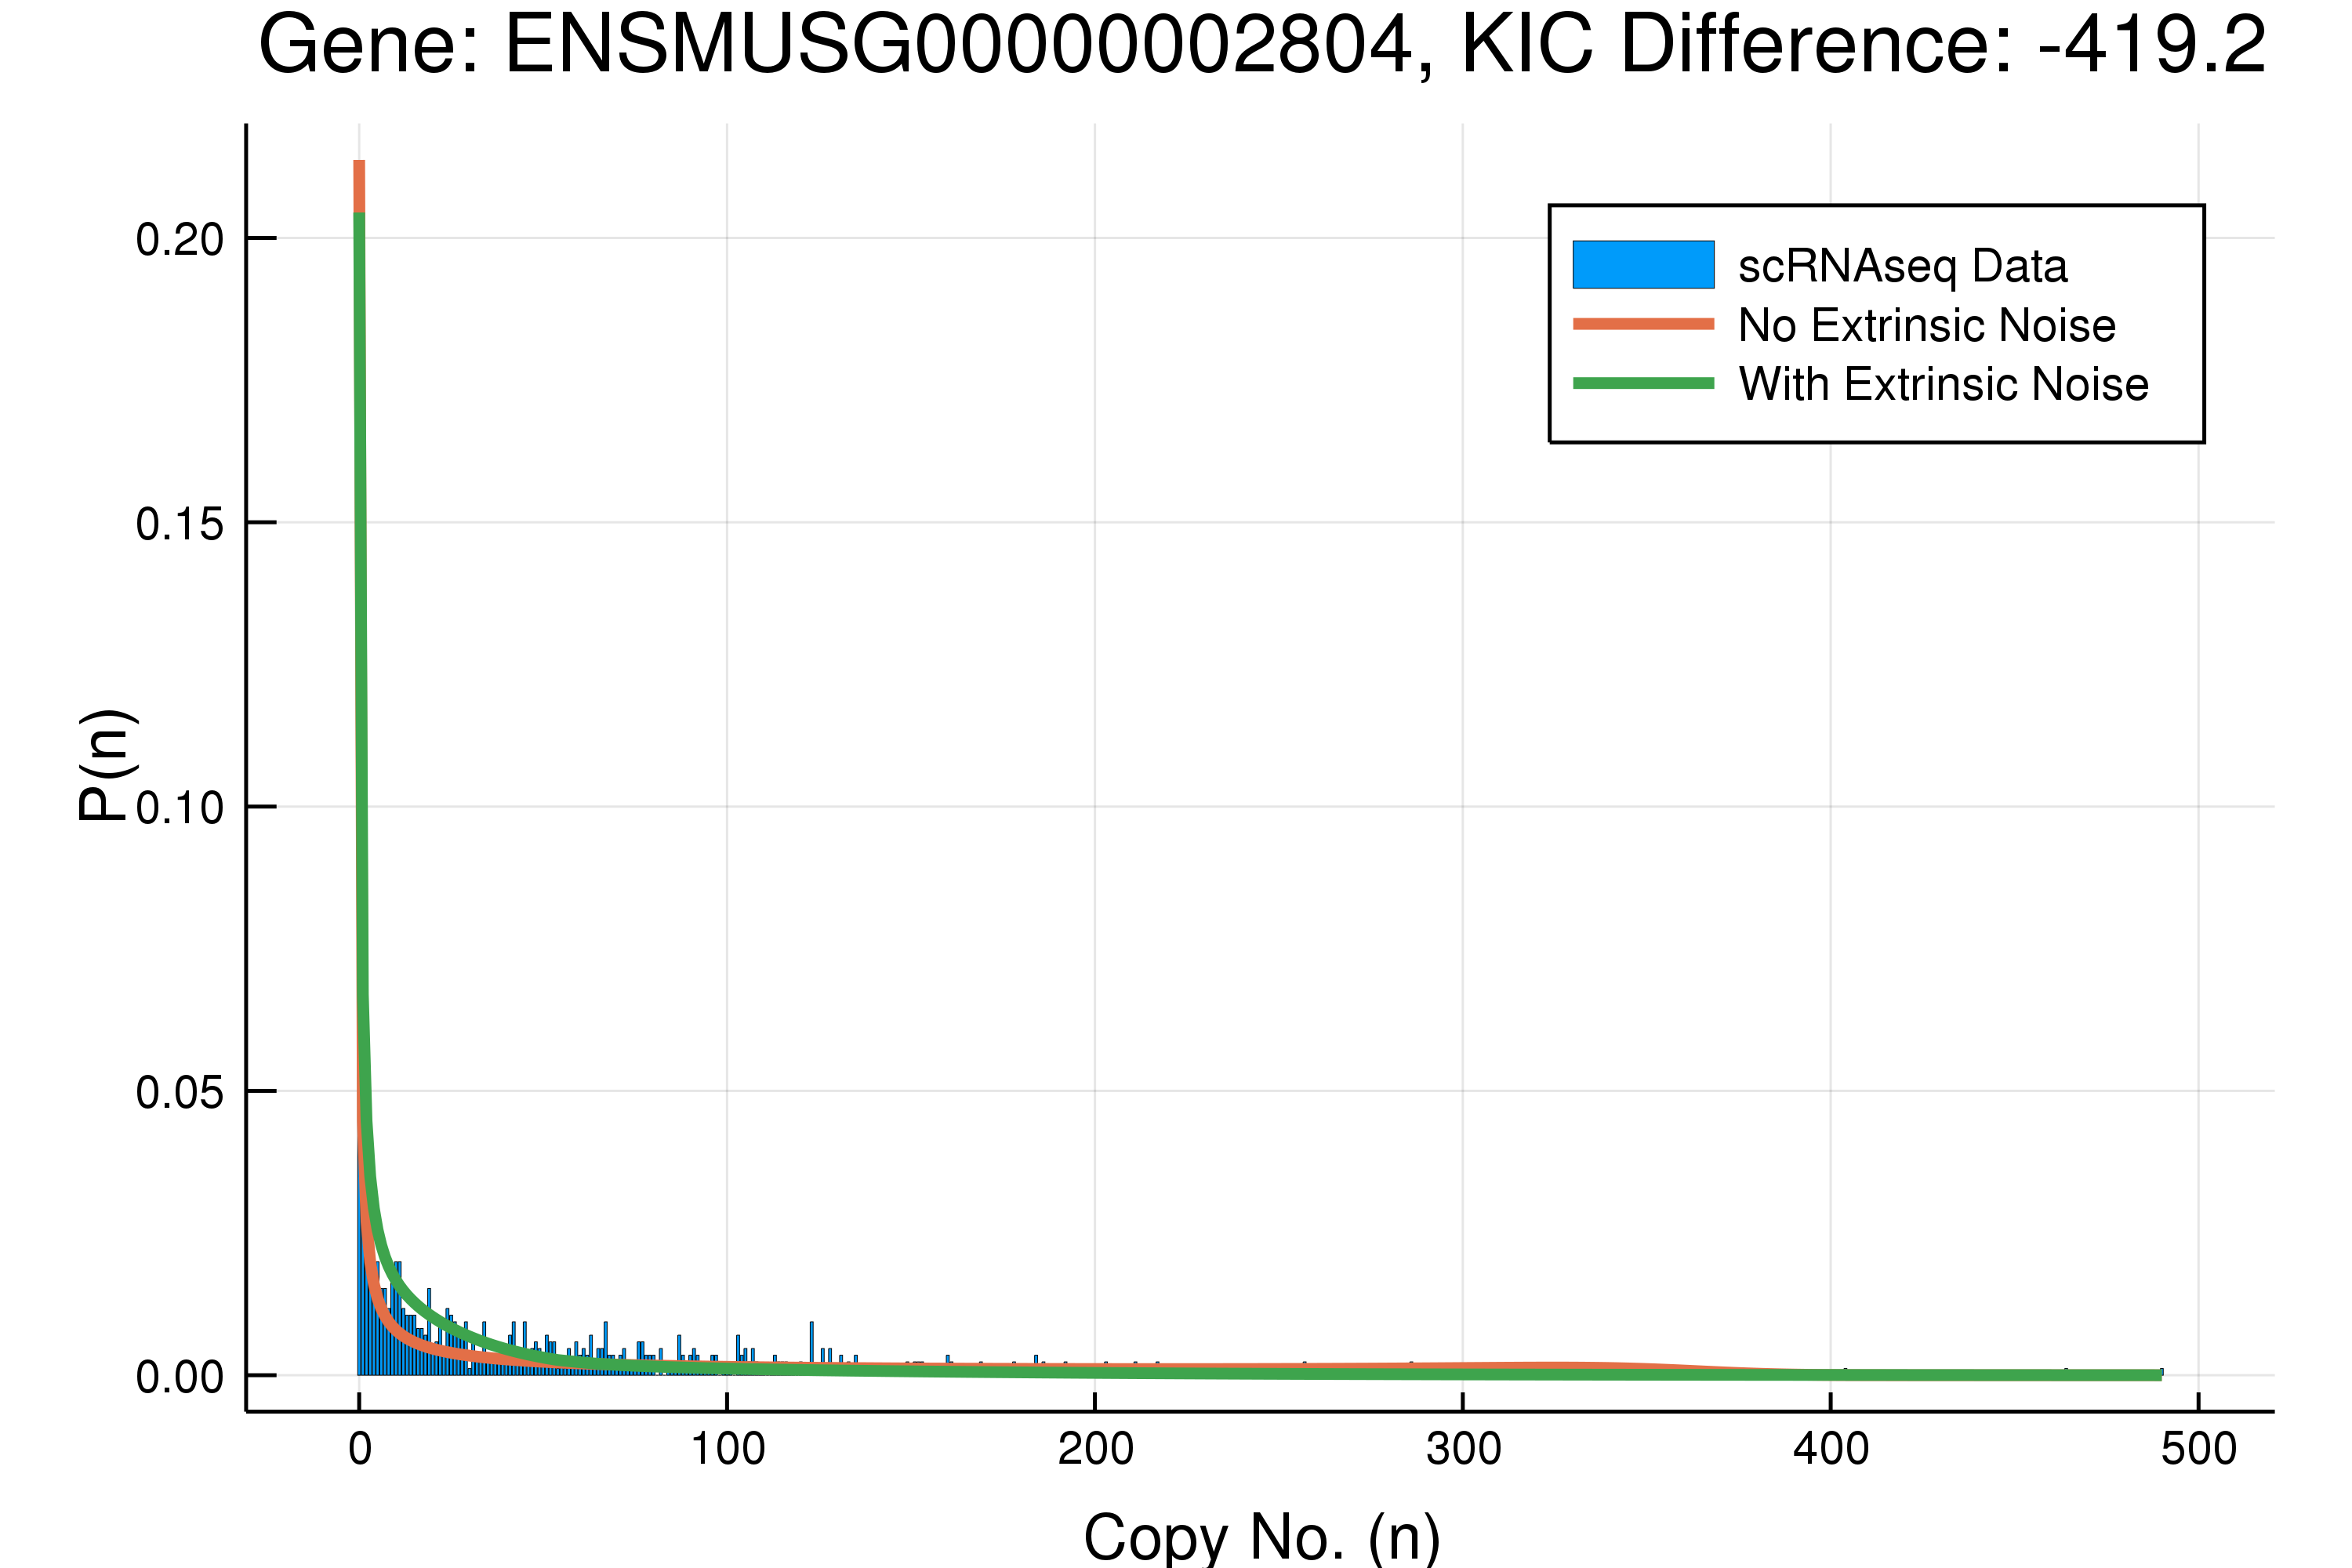 Gene: ENSMUSG00000002804, KIC Difference: -419.2
scRNAseq Data
No Extrinsic Noise
With Extrinsic Noise
P(n)
0.20
0.15
0.10
0.05
0.00
0 100 200 300 400 500
Copy No. (n)